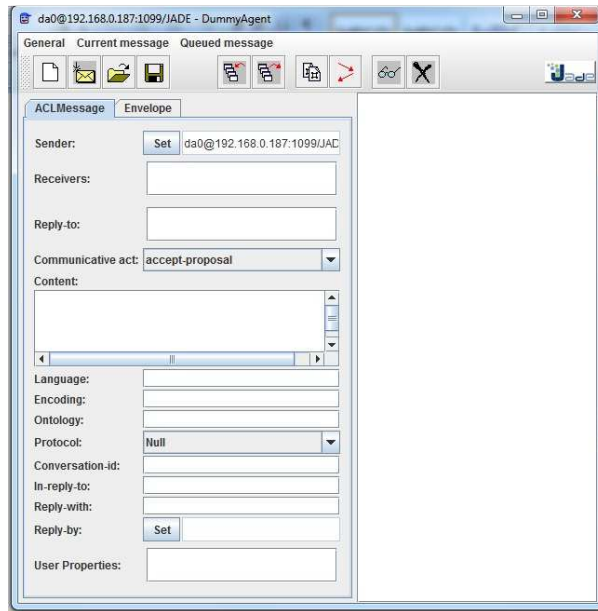 da0@192.168.0.187:1099/JADE - DummyAgent
General Current message Queued message
Jade
ACLMessage Envelope
Sender: Set da0@192.168.0.187:1099/JAD
Receivers:
Reply-to:
Communicative act: accept-proposal
Content:
Language:
Encoding:
Ontology:
Protocol: Null
Conversation-id:
In-reply-to:
Reply-with:
Reply-by: Set
User Properties: